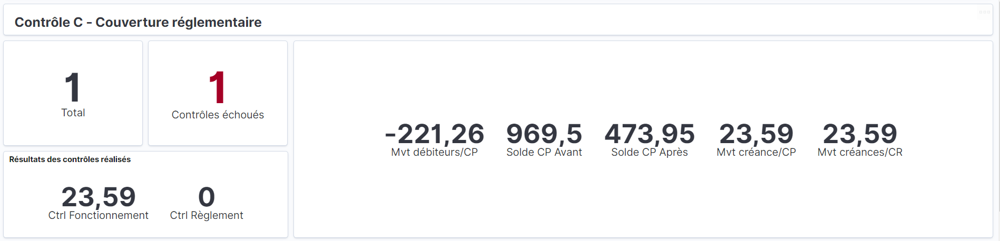 Contrôle C - Couverture réglementaire
1
Total
1
Contrôles échoués
Résultats des contrôles réalisés
23,59
Ctrl Fonctionnement
0
Ctrl Règlement
-221,26
Mvt débiteurs/CP
969,5
Solde CP Avant
473,95
Solde CP Après
23,59
Mvt créance/CP
23,59
Mvt créances/CR